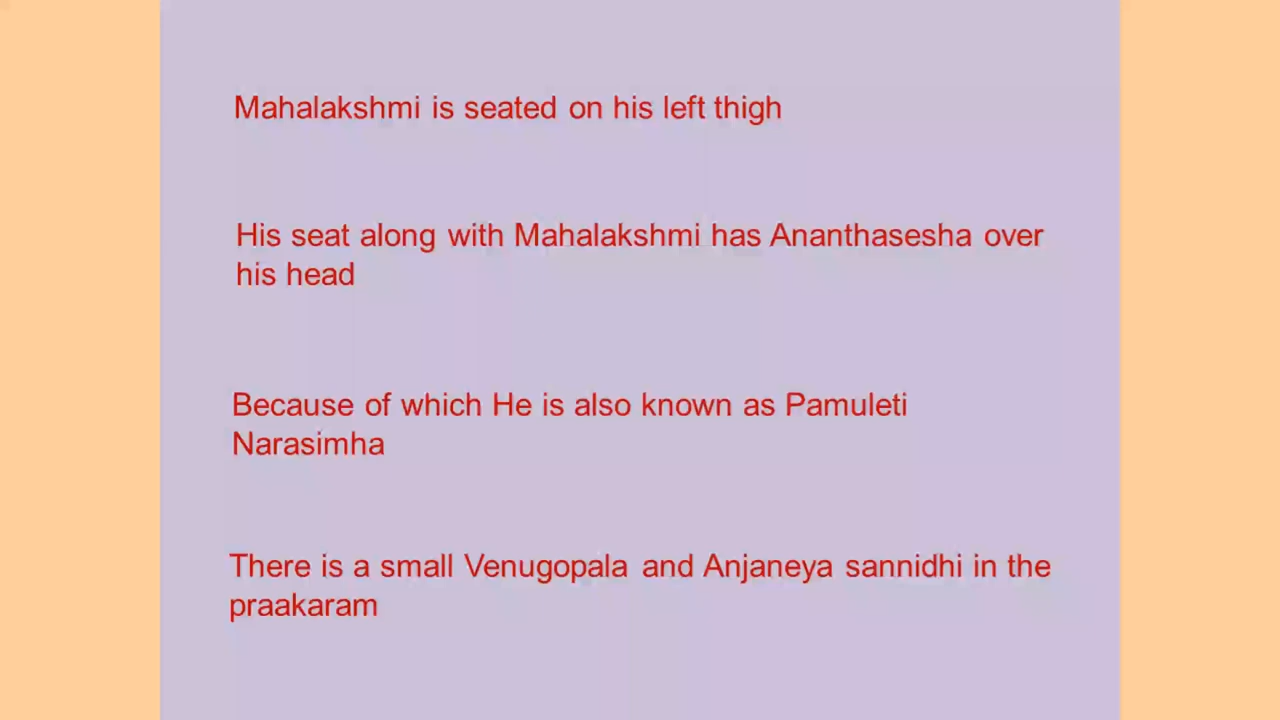 Mahalakshmi is seated on his left thigh
His seat along with Mahalakshmi has Ananthasesha over
his head
Because of which He is also known as Pamuleti
Narasimha
There is a small Venugopala and Anjaneya sannidhi in the
praakaram